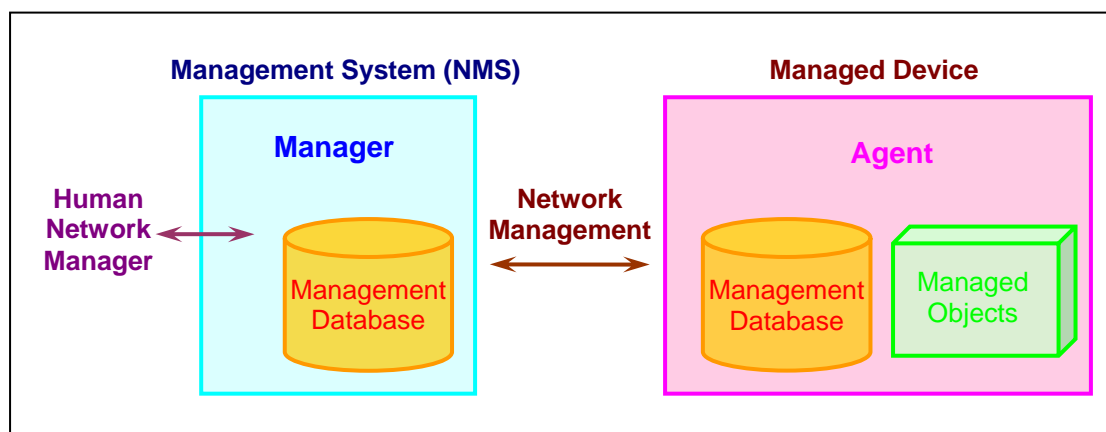 Management System (NMS)
Managed Device
Manager
Agent
Human
Network
Manager
Network
Management
Management
Database
Management
Database
Managed
Objects